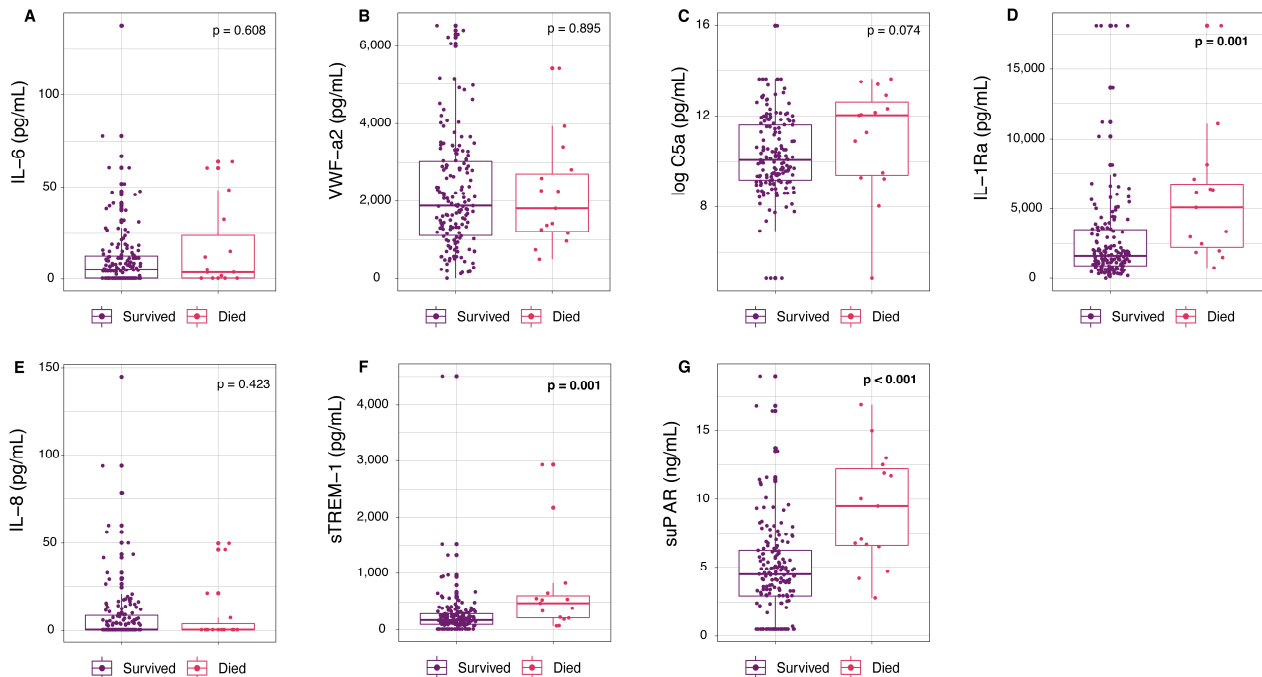 A
p = 0.608
IL-6 (pg/mL)
100
50
0
Survived Died
B
p = 0.895
VWF-a2 (pg/mL)
6,000
4,000
2,000
0
Survived Died
C
p = 0.074
log C5a (pg/mL)
16
12
8
Survived Died
D
p = 0.001
IL-1Ra (pg/mL)
15,000
10,000
5,000
0
Survived Died
E
p = 0.423
IL-8 (pg/mL)
150
100
50
0
Survived Died
F
p = 0.001
sTREM-1 (pg/mL)
4,000
3,000
2,000
1,000
0
Survived Died
G
p < 0.001
suP AR (ng/mL)
15
10
5
0
Survived Died